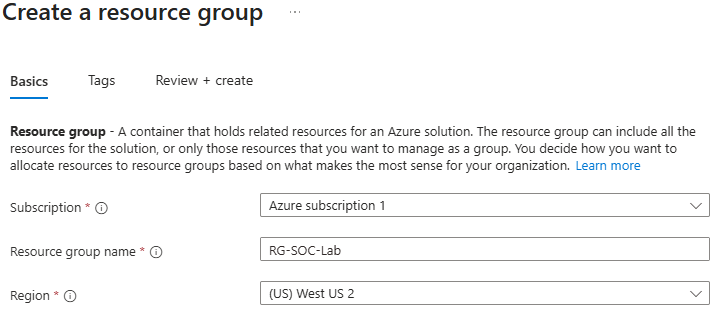 Create a resource group ...
Basics Tags Review + create
Resource group - A container that holds related resources for an Azure solution. The resource group can include all the
resources for the solution, or only those resources that you want to manage as a group. You decide how you want to
allocate resources to resource groups based on what makes the most sense for your organization. Learn more
Subscription * Azure subscription 1
Resource group name * RG-SOC-Lab
Region * (US) West US 2